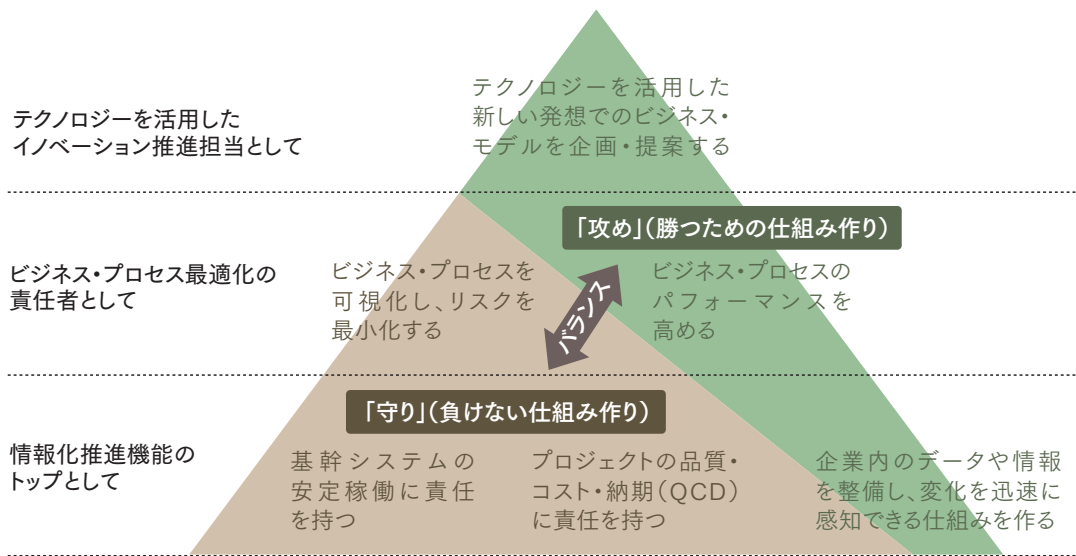 テクノロジーを活用した
イノベーション推進担当として
テクノロジーを活用した
新しい発想でのビジネス・
モデルを企画・提案する
ビジネス・プロセス最適化の
責任者として
「攻め」（勝つための仕組み作り）
ビジネス・プロセスを
可視化し、リスクを
最小化する
バランス
ビジネス・プロセスの
パフォーマンスを
高める
情報化推進機能の
トップとして
「守り」（負けない仕組み作り）
基幹システムの
安定稼働に責任
を持つ
プロジェクトの品質・
コスト・納期（QCD）
に責任を持つ
企業内のデータや情報
を整備し、変化を迅速に
感知できる仕組みを作る